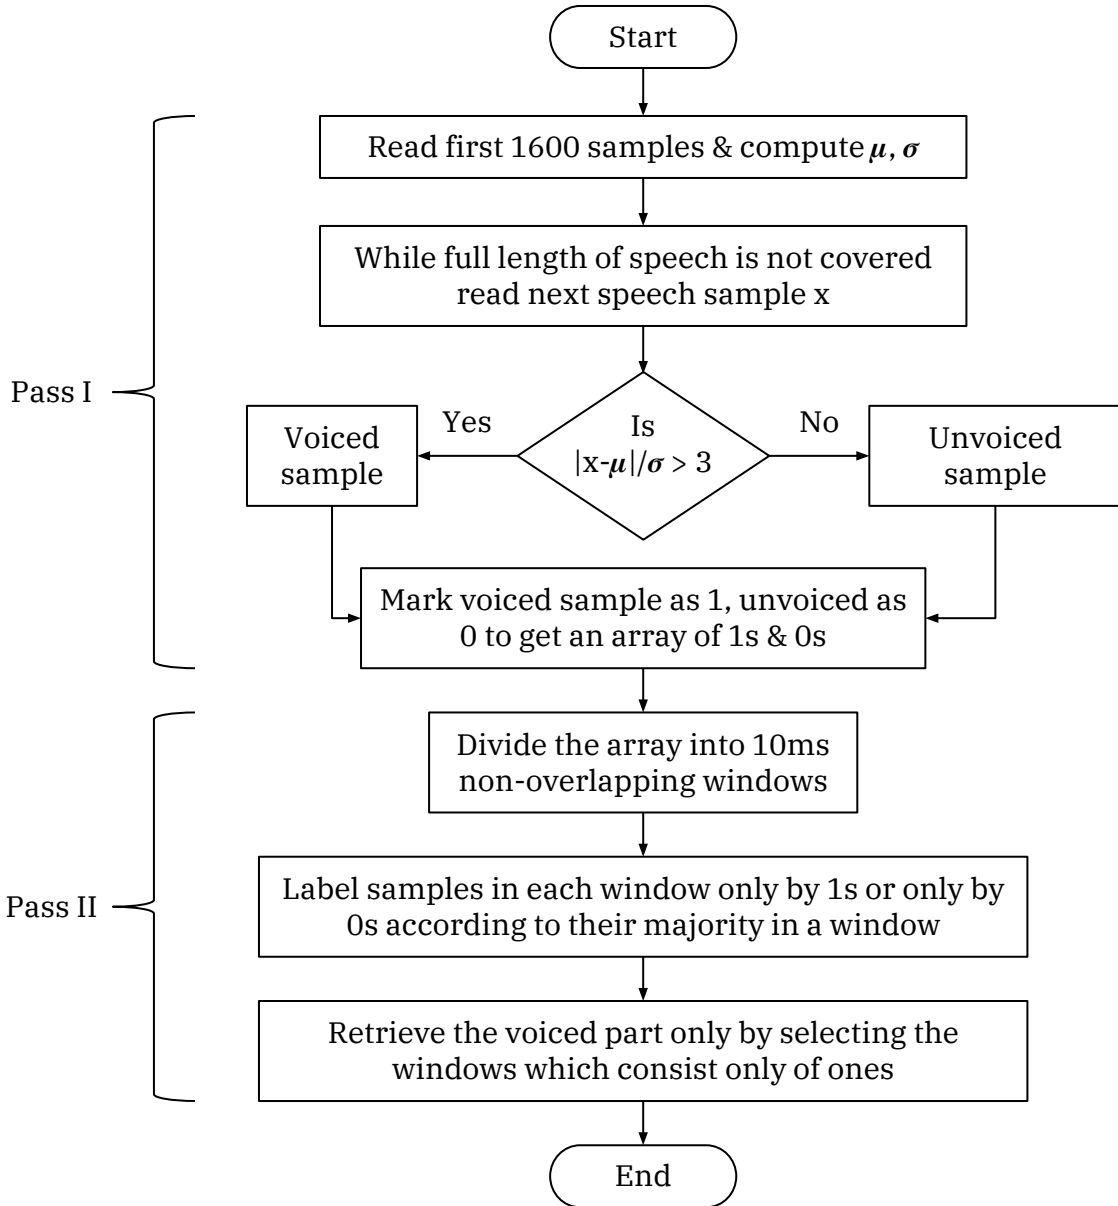 Start
Read first 1600 samples & compute μ, σ
While full length of speech is not covered
read next speech sample x
Pass I
Yes
Is
|x-μ|/σ > 3
No
Voiced
sample
Unvoiced
sample
Mark voiced sample as 1, unvoiced as
0 to get an array of 1s & 0s
Divide the array into 10ms
non-overlapping windows
Pass II
Label samples in each window only by 1s or only by
0s according to their majority in a window
Retrieve the voiced part only by selecting the
windows which consist only of ones
End